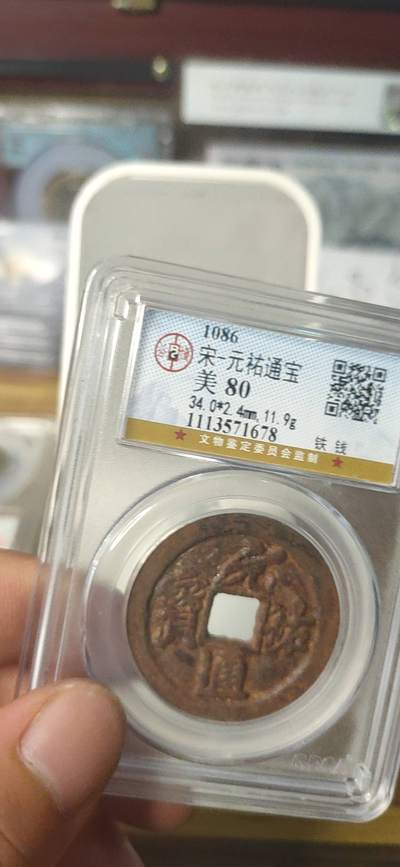 1086
宋-元祐通宝
美 80
34.0*2.4mm,11.9g
1113571678
铁钱
★ 文物鉴定委员会监制 ★
元祐通寳